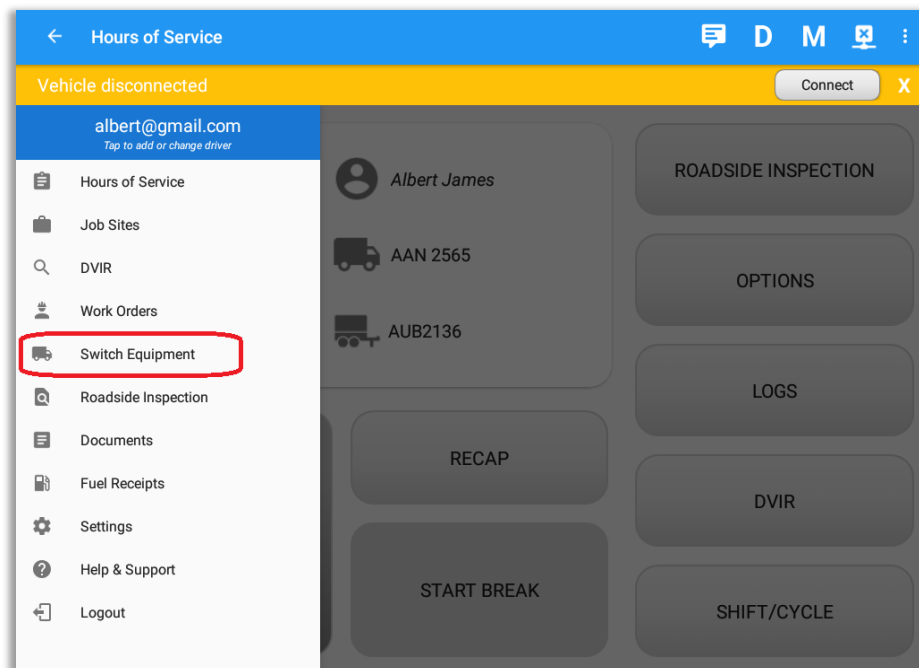 Hours of Service
D M
Vehicle disconnected
Connect X
albert@gmail.com
Tap to add or change driver
Hours of Service
Job Sites
DVIR
Work Orders
Switch Equipment
Roadside Inspection
Documents
Fuel Receipts
Settings
Help & Support
Logout
Albert James
AAN 2565
AUB2136
RECAP
START BREAK
ROADSIDE INSPECTION
OPTIONS
LOGS
DVIR
SHIFT/CYCLE